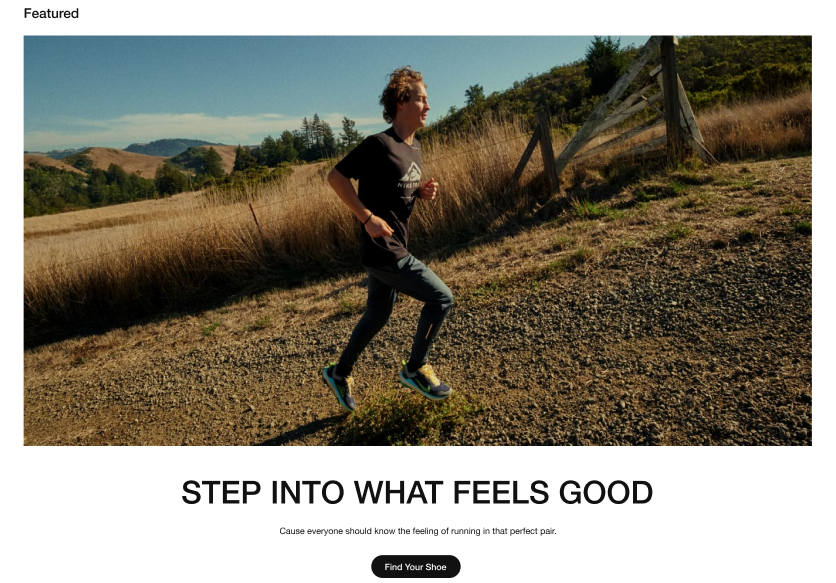 Featured
STEP INTO WHAT FEELS GOOD
Cause everyone should know the feeling of running in that perfect pair.
Find Your Shoe